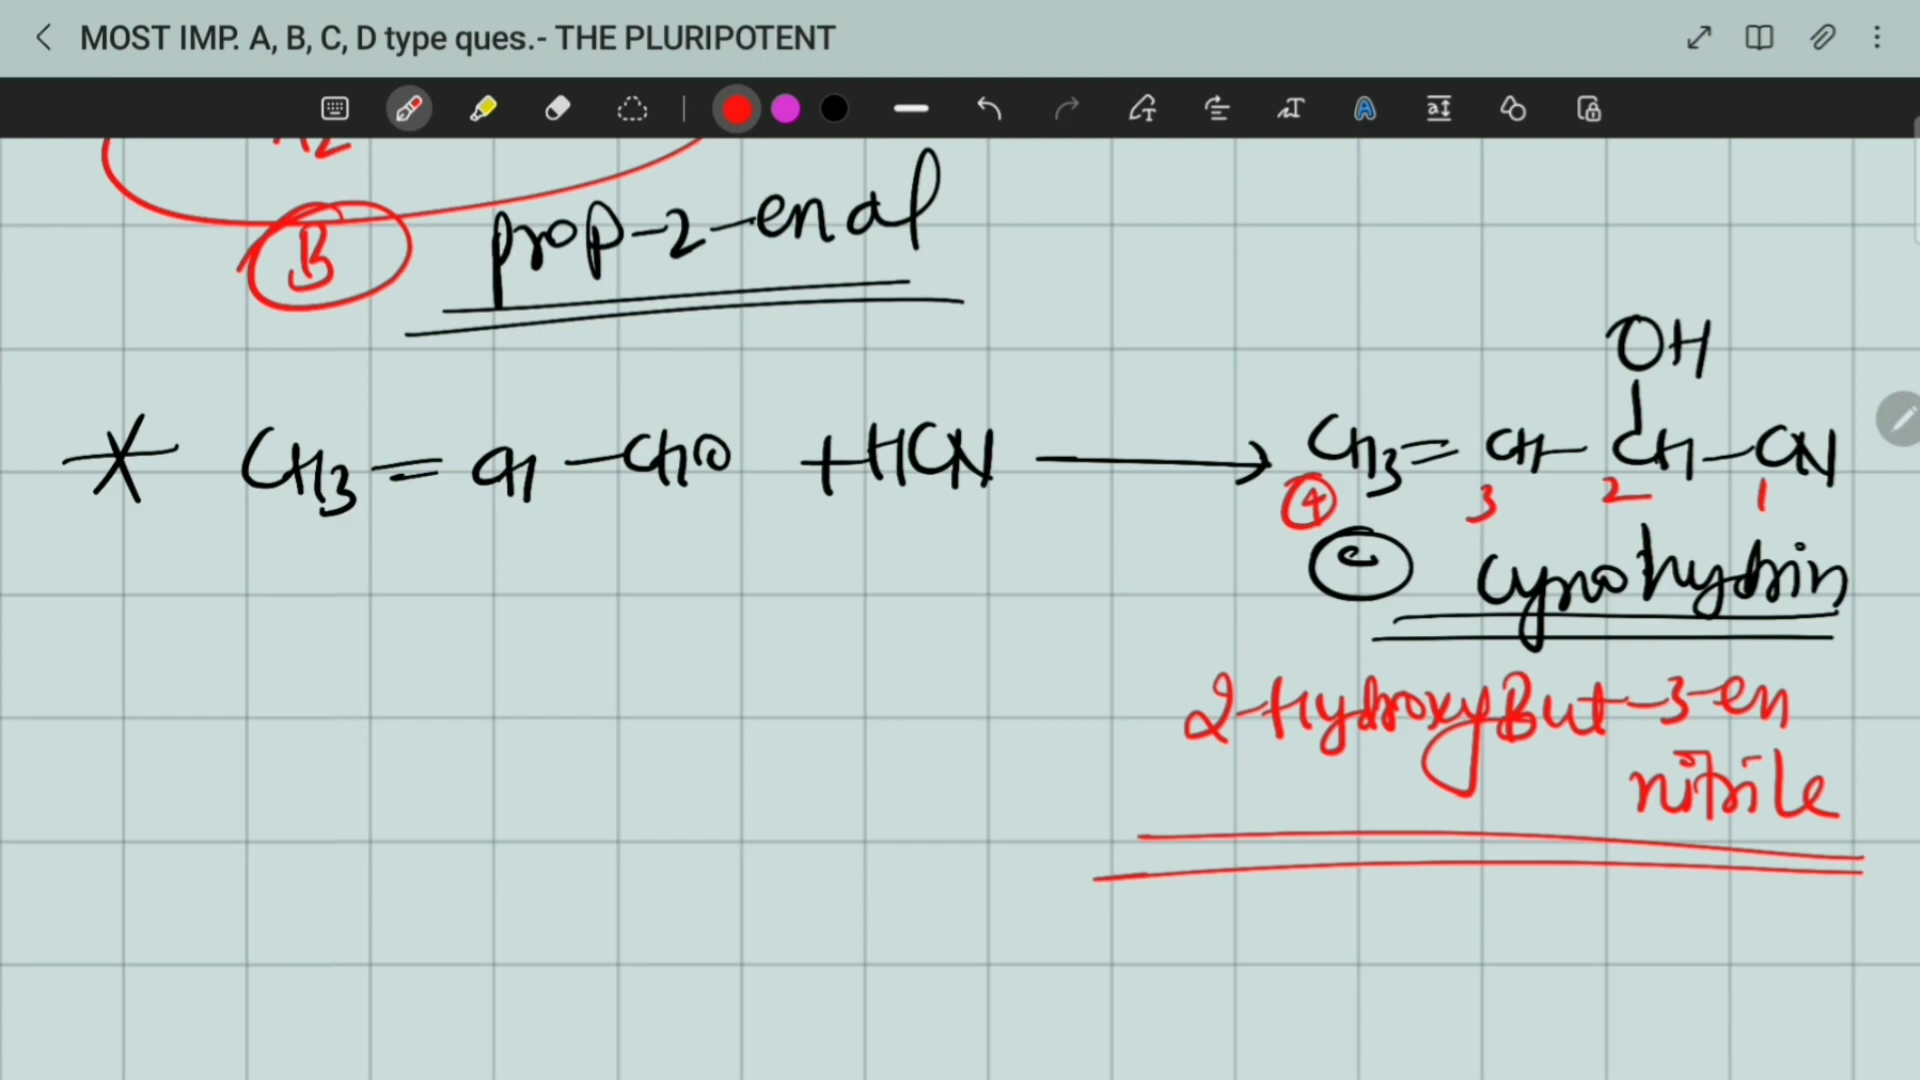 MOST IMP. A, B, C, D type ques.- THE PLURIPOTENT
B prop-2-enal
OH
CH3=CH-CHO +HCN → CH3=CH-CH-CN
4 3 2 1
C Cynohydrin
2-HydroxyBut-3-en
nitrile